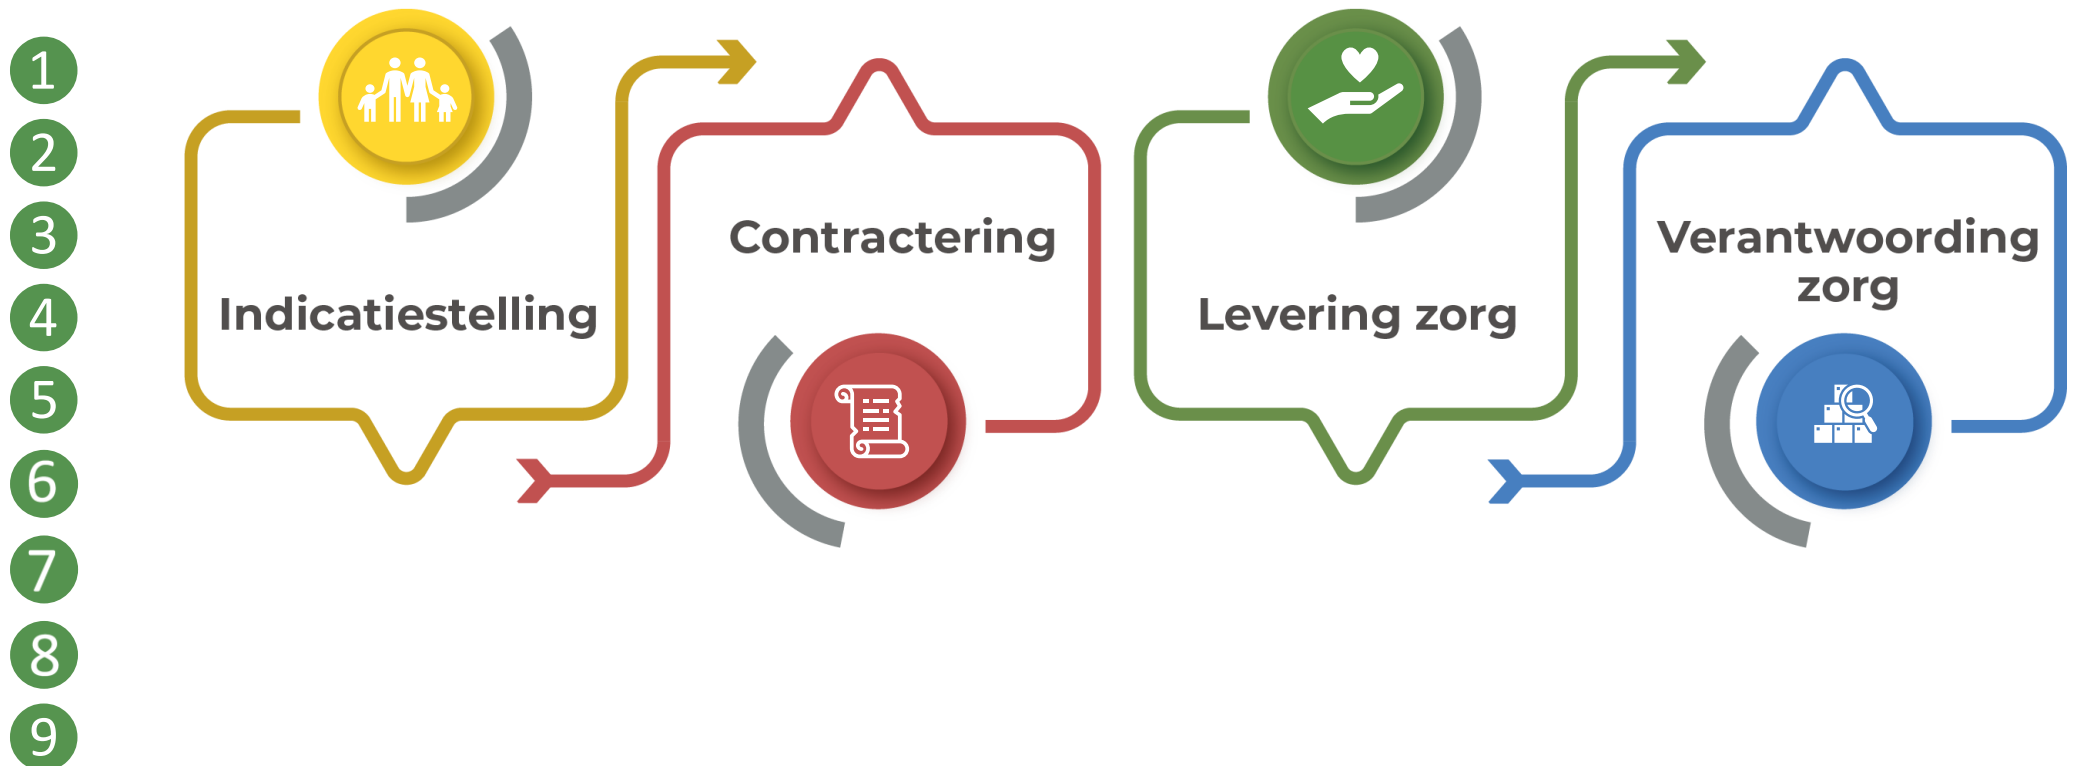 1
2
3
4
5
6
7
8
9
Indicatiestelling
Contractering
Levering zorg
Verantwoording
zorg